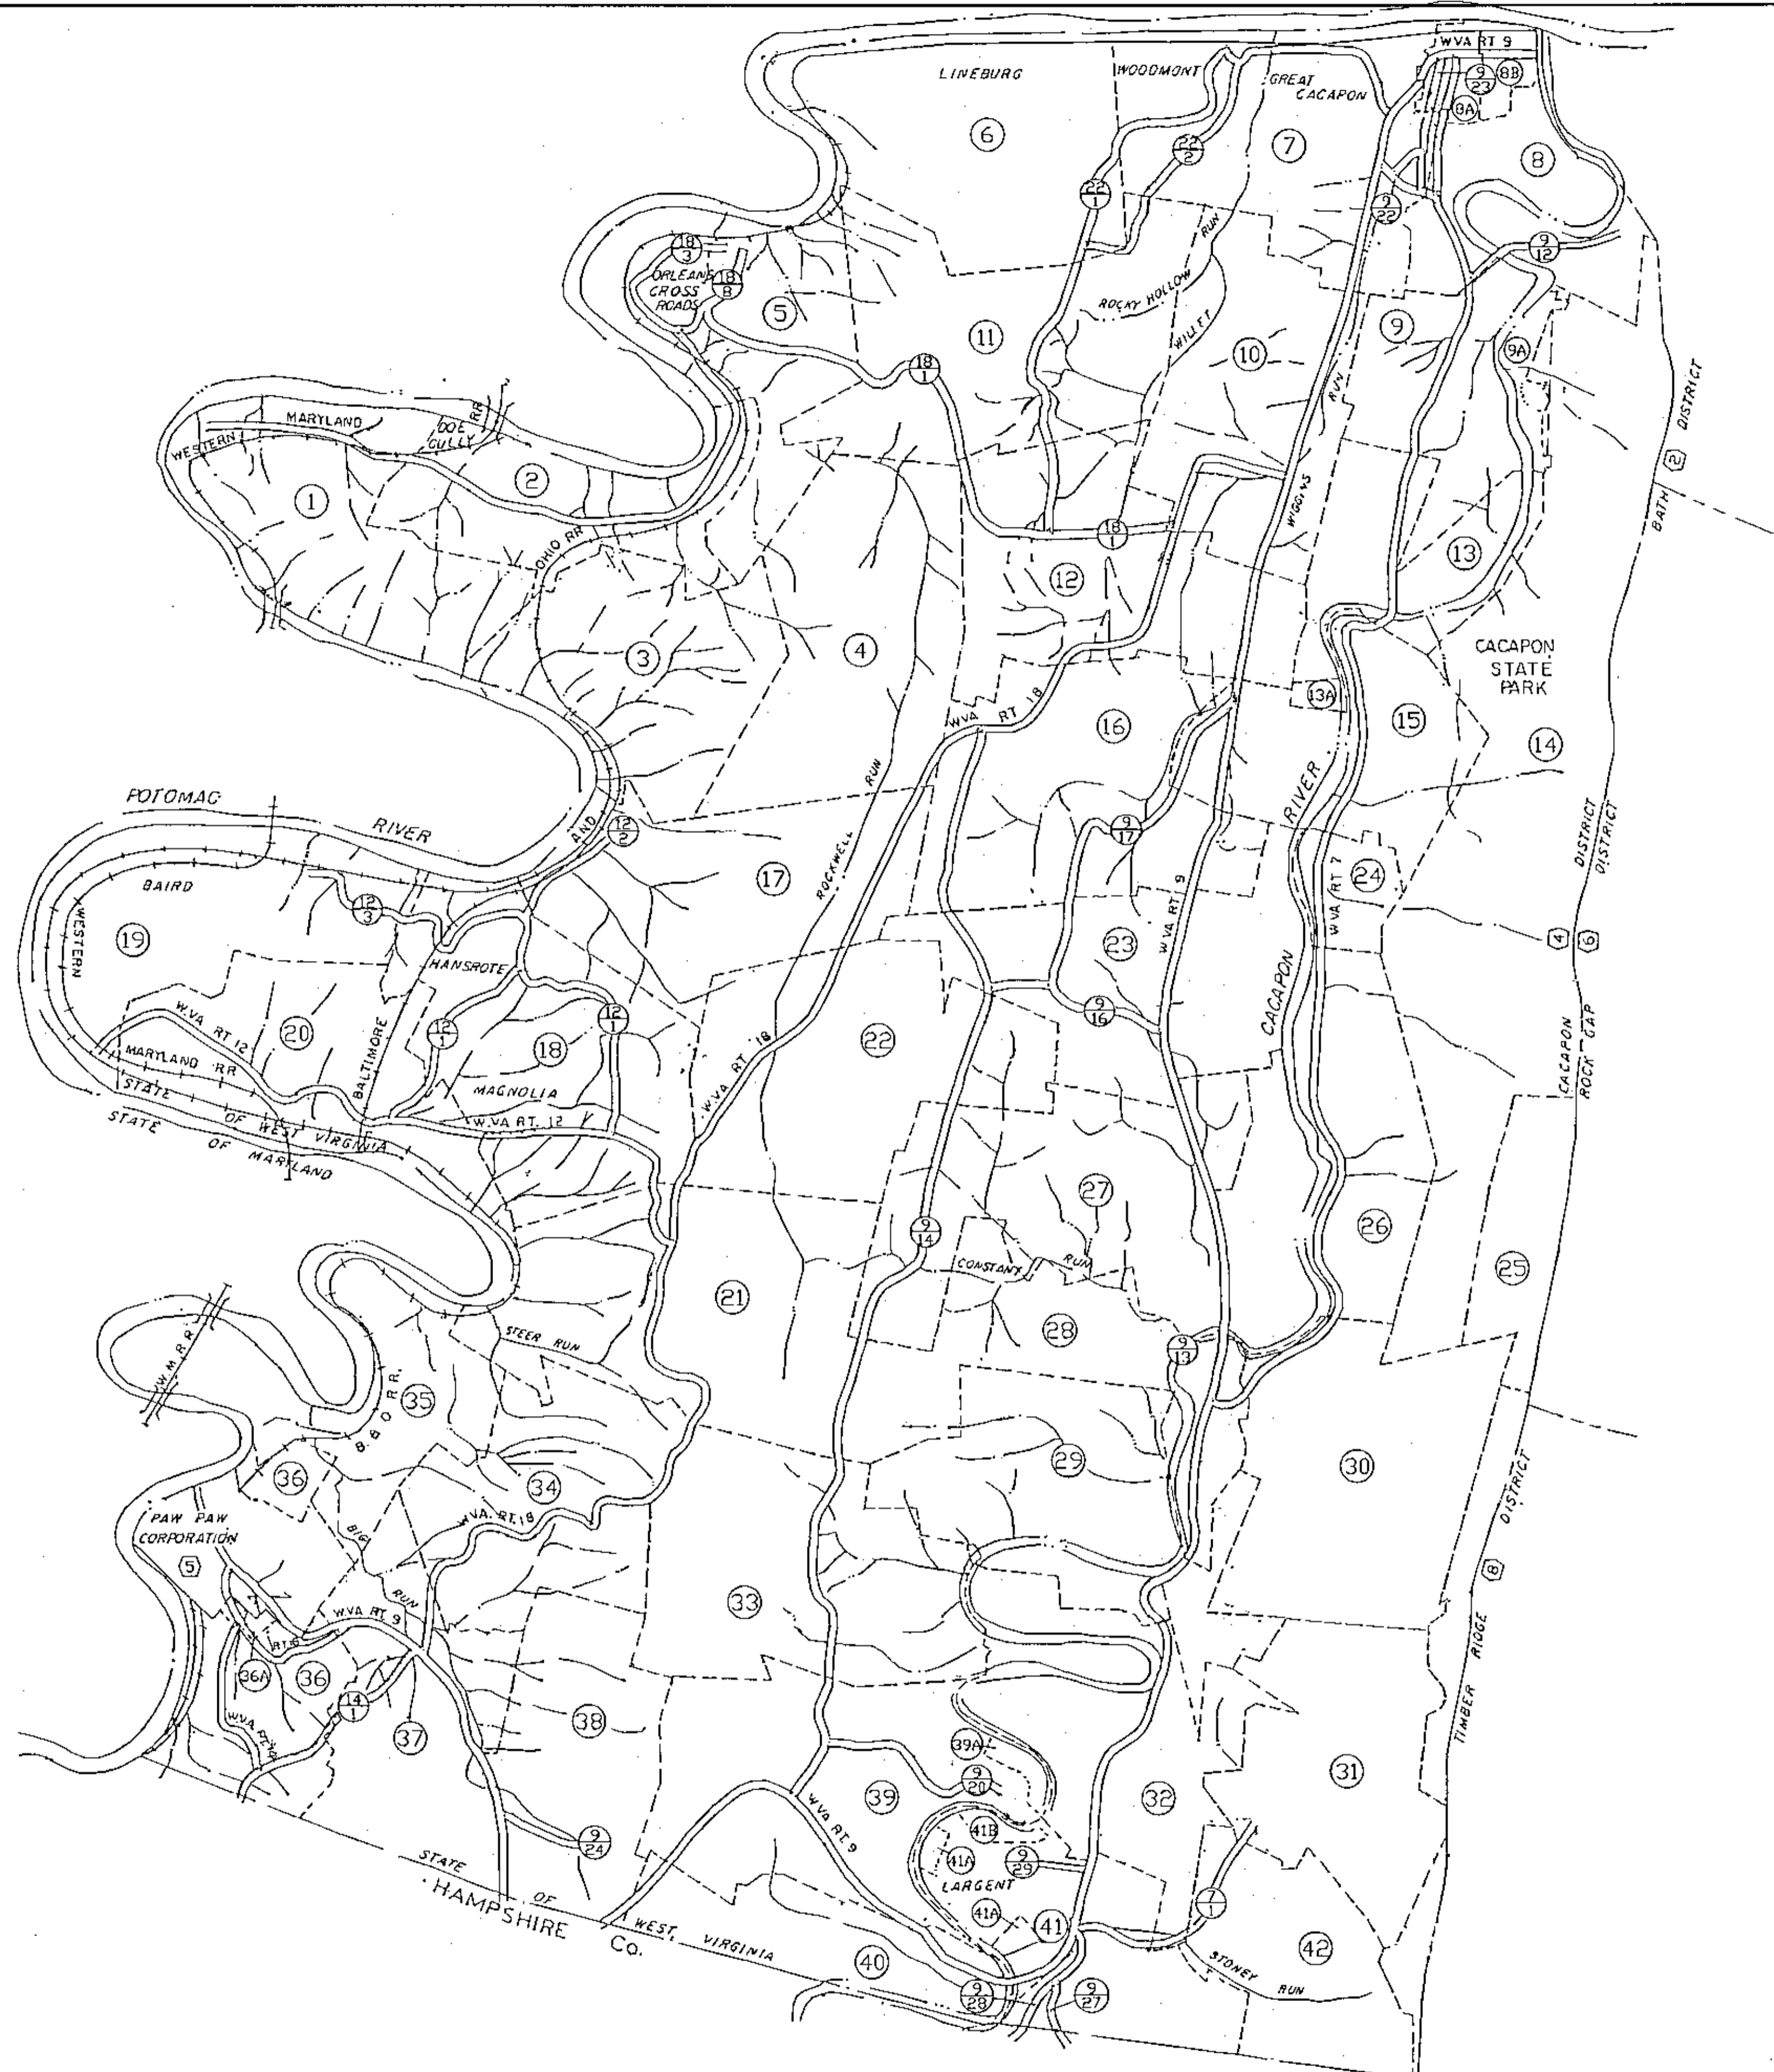 WVA RT 9
LINEBURG
WOODMONT
GREAT
CACAPON
9
23
8B
8A
6
7
8
22
2
22
1
9
22
9
12
RUN
18
3
ORLEANS
CROSS
ROADS
18
8
5
ROCKY HOLLOW
WILLET
11
10
9
9A
18
1
RUN
BATH DISTRICT
2
MARYLAND
WESTERN
DOE
GULLY
RR
1
2
OHIO RR
WIGGINS
18
1
12
13
3
4
CACAPON
STATE
PARK
13A
WVA RT 18
16
15
14
POTOMAC
RIVER
AND
12
2
RUN
ROCKWELL
RIVER
CACAPON
9
17
WVA RT 7
24
DISTRICT
DISTRICT
BAIRD
WESTERN
12
3
17
19
WVA RT 9
23
4
6
HANSROTE
20
W.VA RT 12
MARYLAND RR
BALTIMORE
12
1
12
1
18
9
16
22
CACAPON
ROCK GAP
MAGNOLIA
W.VA RT. 12
W.VA RT 18
STATE OF WEST VIRGINIA
STATE OF MARYLAND
27
26
9
14
CONSTANT RUN
21
25
28
9
13
STEER RUN
W.M.R.R.
B. & O RR.
35
29
30
36
34
PAW PAW
CORPORATION
5
WVA. RT.18
BIG
RUN
DISTRICT
8
TIMBER RIDGE
33
WVA RT. 9
RT.9
36A
36
14
1
37
38
39A
9
20
39
31
32
WVA RT.9
41B
41A
9
29
LARGENT
9
24
STATE OF WEST VIRGINIA
HAMPSHIRE Co.
41A
41
7
1
42
40
STONEY RUN
9
28
9
27